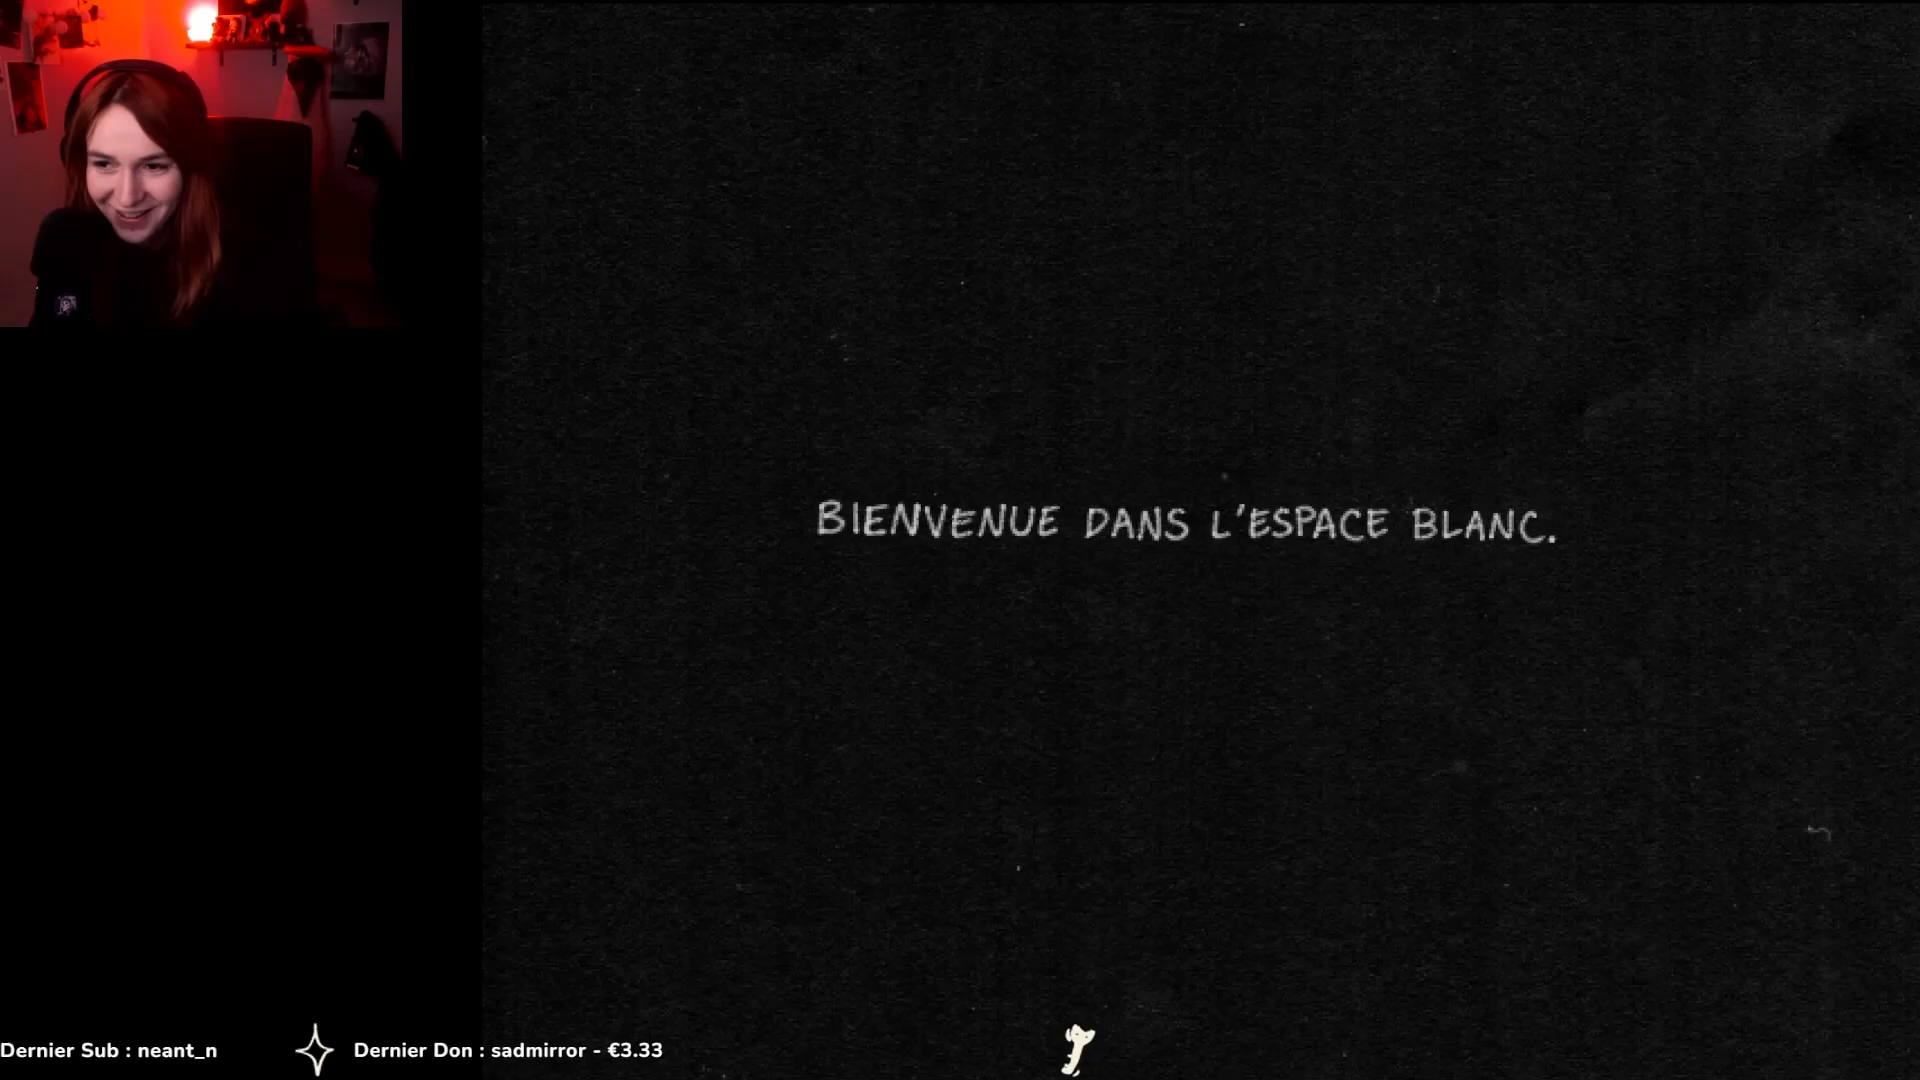 BIENVENUE DANS L'ESPACE BLANC.
Dernier Sub : neant_n
Dernier Don : sadmirror - €3.33